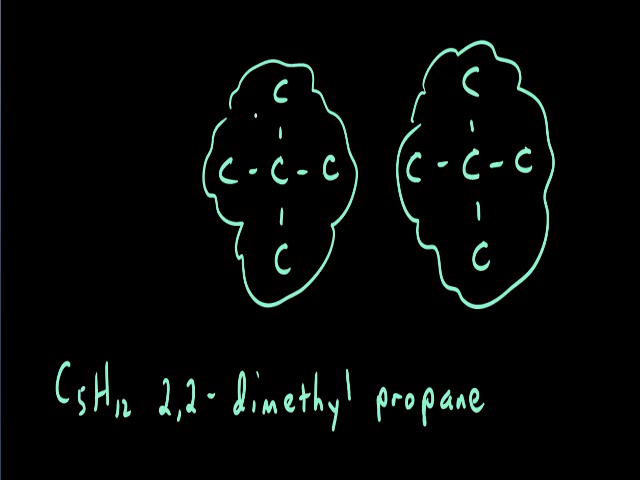 C C
C - C - C C - C - C
C C
C5H12 2,2- dimethyl propane